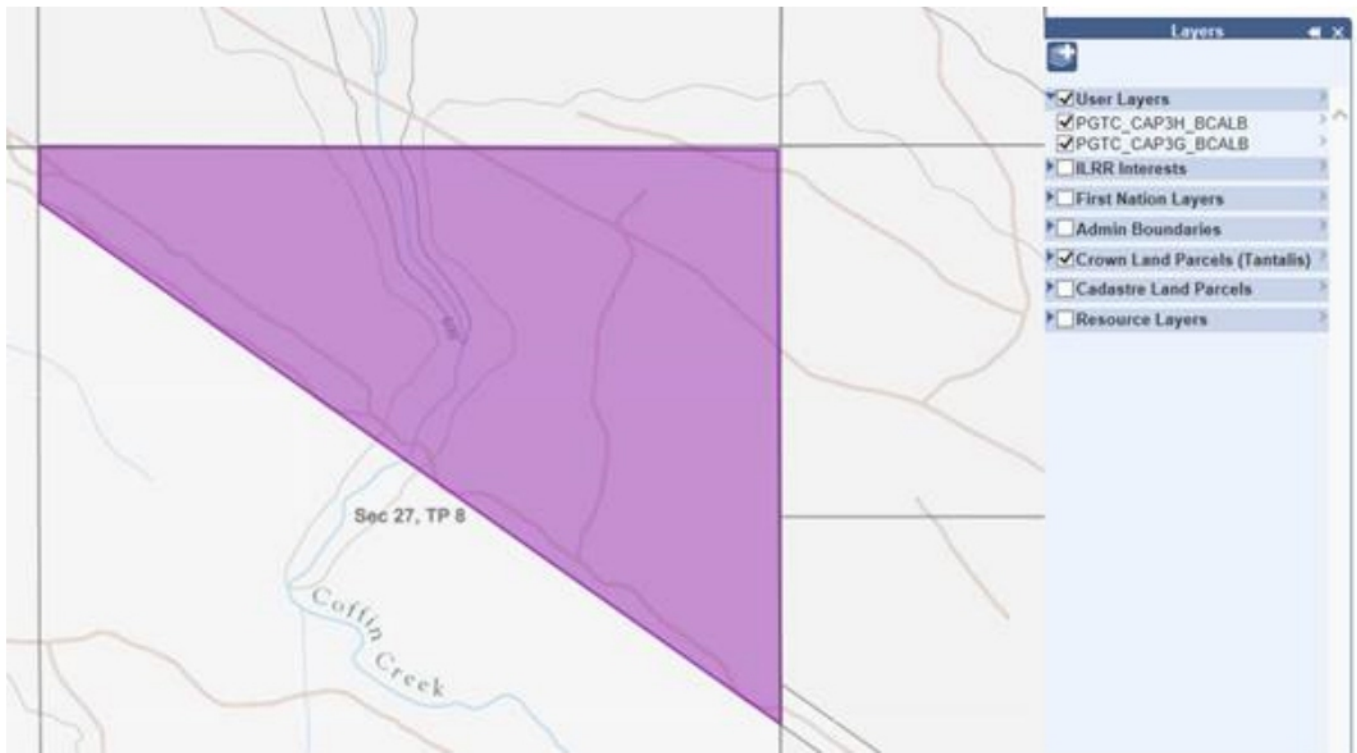 Layers
User Layers
PGTC_CAP3H_BCALB
PGTC_CAP3G_BCALB
ILRR Interests
First Nation Layers
Admin Boundaries
Crown Land Parcels (Tantalis)
Cadastre Land Parcels
Resource Layers
Sec 27, TP 8
Coffin
Creek